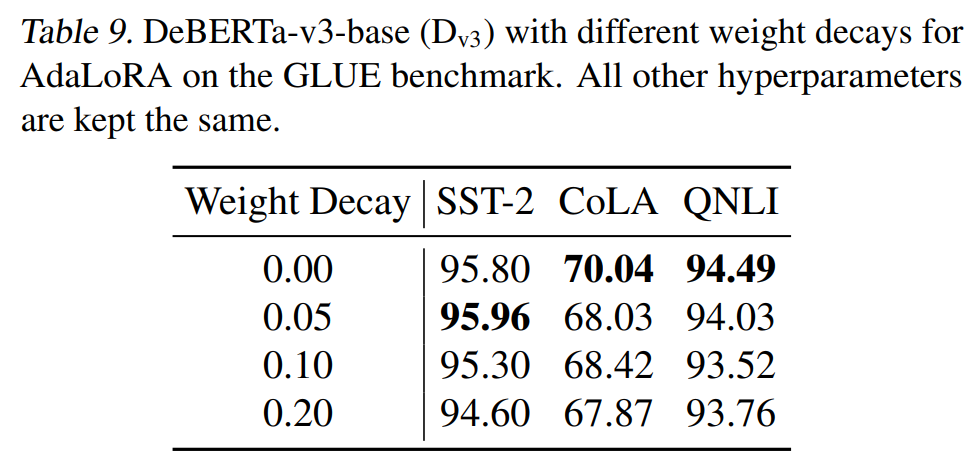 Table 9. DeBERTa-v3-base (Dv3) with different weight decays for
AdaLoRA on the GLUE benchmark. All other hyperparameters
are kept the same.
Weight Decay SST-2 CoLA QNLI
0.00 95.80 70.04 94.49
0.05 95.96 68.03 94.03
0.10 95.30 68.42 93.52
0.20 94.60 67.87 93.76